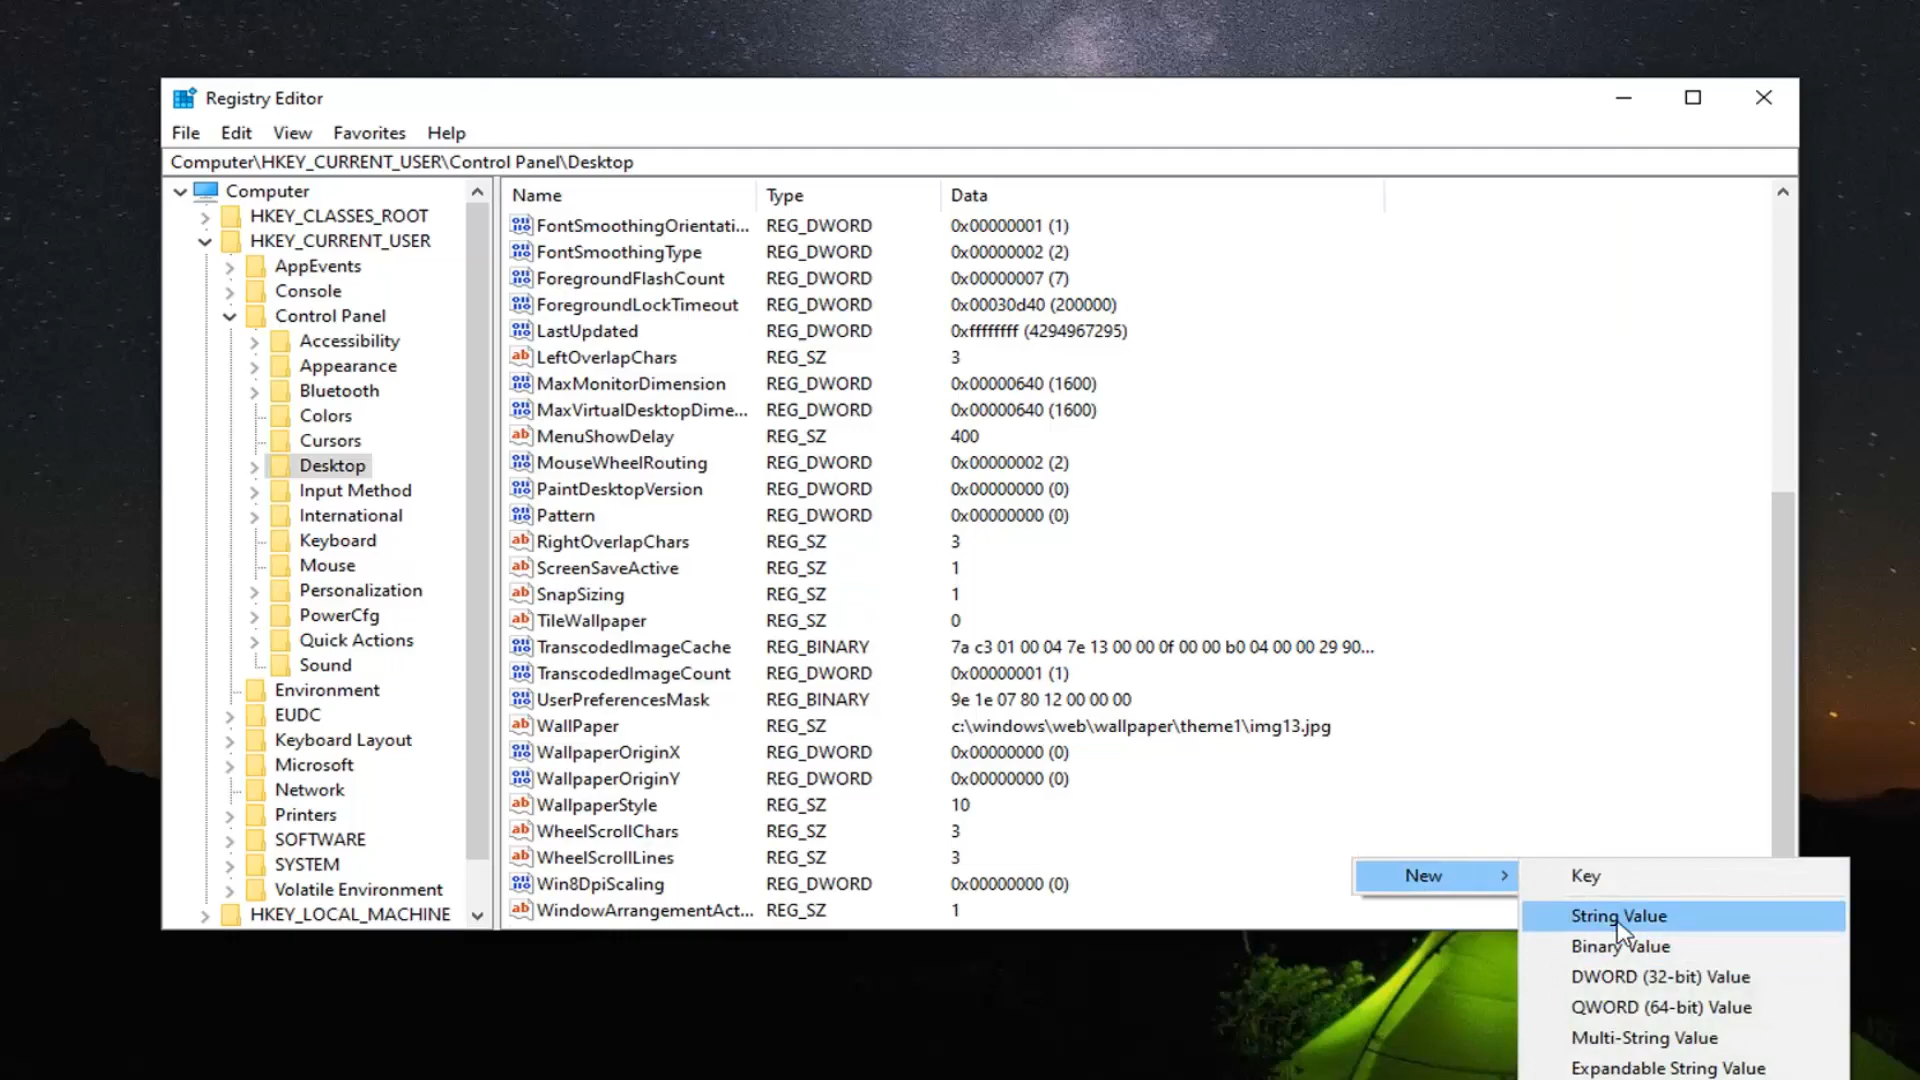 Registry Editor
File Edit View Favorites Help
Computer\HKEY_CURRENT_USER\Control Panel\Desktop
Computer
HKEY_CLASSES_ROOT
HKEY_CURRENT_USER
AppEvents
Console
Control Panel
Accessibility
Appearance
Bluetooth
Colors
Cursors
Desktop
Input Method
International
Keyboard
Mouse
Personalization
PowerCfg
Quick Actions
Sound
Environment
EUDC
Keyboard Layout
Microsoft
Network
Printers
SOFTWARE
SYSTEM
Volatile Environment
HKEY_LOCAL_MACHINE
Name Type Data
FontSmoothingOrientati... REG_DWORD 0x00000001 (1)
FontSmoothingType REG_DWORD 0x00000002 (2)
ForegroundFlashCount REG_DWORD 0x00000007 (7)
ForegroundLockTimeout REG_DWORD 0x00030d40 (200000)
LastUpdated REG_DWORD 0xffffffff (4294967295)
LeftOverlapChars REG_SZ 3
MaxMonitorDimension REG_DWORD 0x00000640 (1600)
MaxVirtualDesktopDime... REG_DWORD 0x00000640 (1600)
MenuShowDelay REG_SZ 400
MouseWheelRouting REG_DWORD 0x00000002 (2)
PaintDesktopVersion REG_DWORD 0x00000000 (0)
Pattern REG_DWORD 0x00000000 (0)
RightOverlapChars REG_SZ 3
ScreenSaveActive REG_SZ 1
SnapSizing REG_SZ 1
TileWallpaper REG_SZ 0
TranscodedImageCache REG_BINARY 7a c3 01 00 04 7e 13 00 00 0f 00 00 b0 04 00 00 29 90...
TranscodedImageCount REG_DWORD 0x00000001 (1)
UserPreferencesMask REG_BINARY 9e 1e 07 80 12 00 00 00
WallPaper REG_SZ c:\windows\web\wallpaper\theme1\img13.jpg
WallpaperOriginX REG_DWORD 0x00000000 (0)
WallpaperOriginY REG_DWORD 0x00000000 (0)
WallpaperStyle REG_SZ 10
WheelScrollChars REG_SZ 3
WheelScrollLines REG_SZ 3
Win8DpiScaling REG_DWORD 0x00000000 (0)
WindowArrangementAct... REG_SZ 1
New
Key
String Value
Binary Value
DWORD (32-bit) Value
QWORD (64-bit) Value
Multi-String Value
Expandable String Value